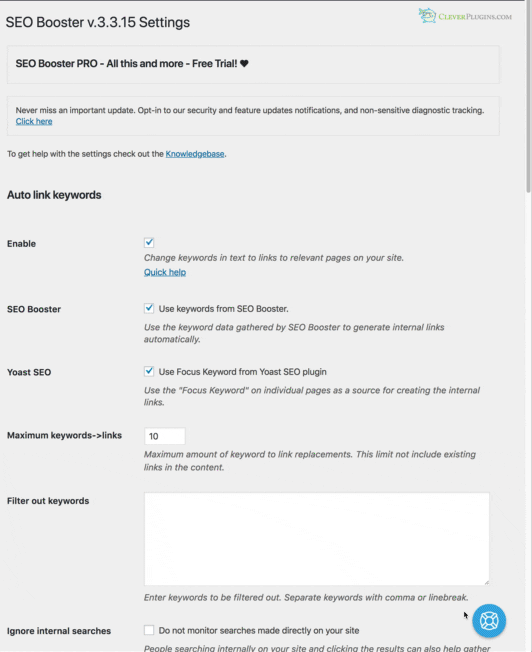 SEO Booster v.3.3.15 Settings
CLEVERPLUGINS.COM
SEO Booster PRO - All this and more - Free Trial! ♥
Never miss an important update. Opt-in to our security and feature updates notifications, and non-sensitive diagnostic tracking.
Click here
To get help with the settings check out the Knowledgebase.
Auto link keywords
Enable
Change keywords in text to links to relevant pages on your site.
Quick help
SEO Booster
Use keywords from SEO Booster.
Use the keyword data gathered by SEO Booster to generate internal links
automatically.
Yoast SEO
Use Focus Keyword from Yoast SEO plugin
Use the "Focus Keyword" on individual pages as a source for creating the internal
links.
Maximum keywords->links
10
Maximum amount of keyword to link replacements. This limit not include existing
links in the content.
Filter out keywords
Enter keywords to be filtered out. Separate keywords with comma or linebreak.
Ignore internal searches
Do not monitor searches made directly on your site
People searching internally on your site and clicking the results can also help gather